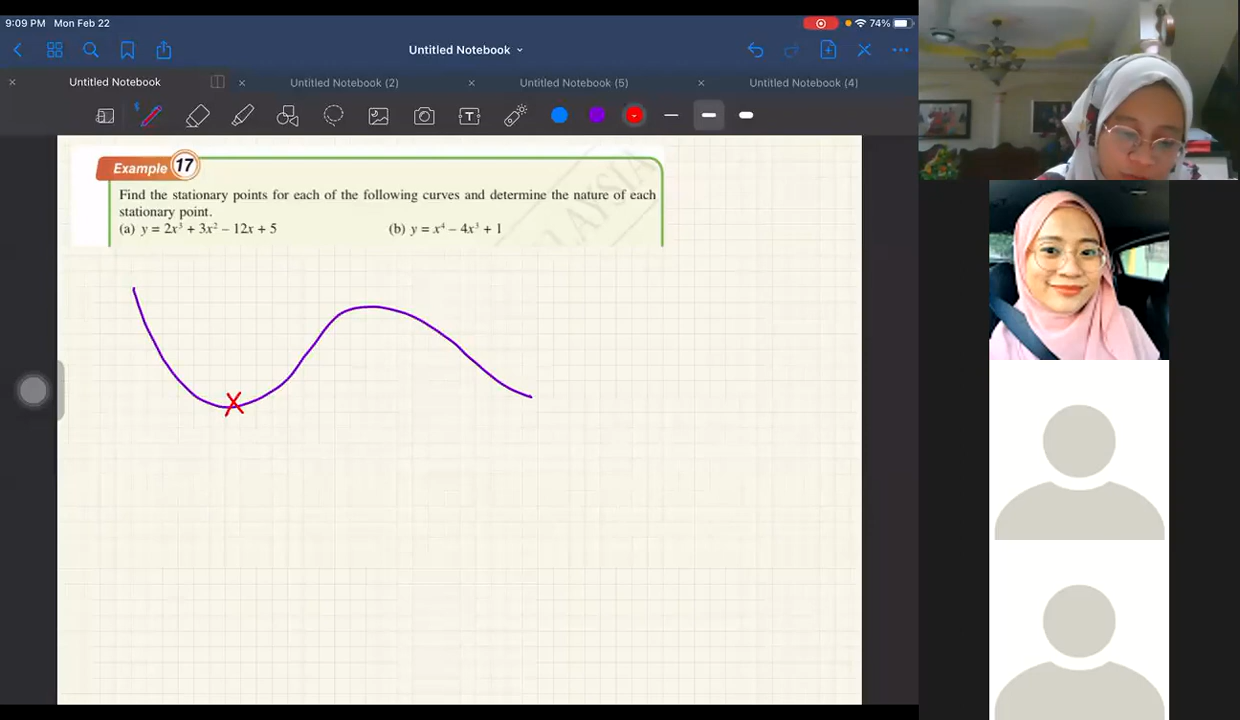 9:09 PM Mon Feb 22
74%
Untitled Notebook
Untitled Notebook
Untitled Notebook (2)
Untitled Notebook (5)
Untitled Notebook (4)
T
Example 17
Find the stationary points for each of the following curves and determine the nature of each
stationary point.
(a) y = 2x³ + 3x² – 12x + 5
(b) y = x⁴ – 4x³ + 1